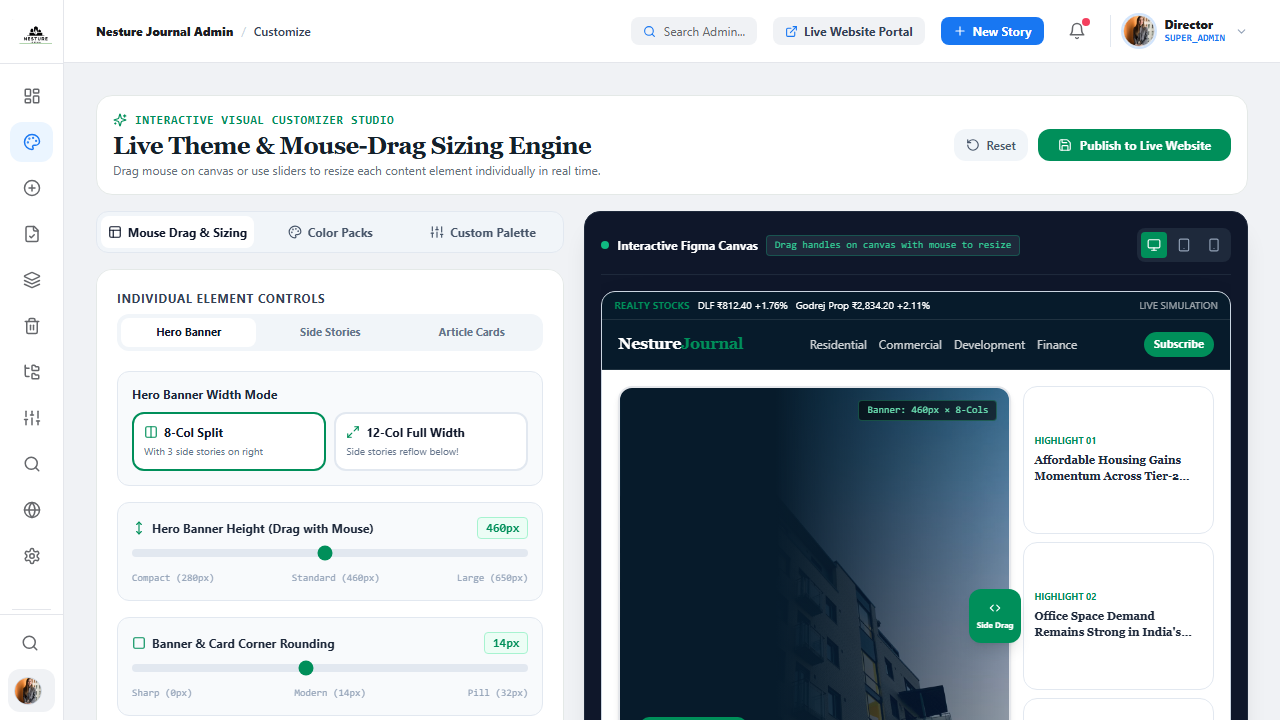 NESTURE
Nesture Journal Admin / Customize
Search Admin...
Live Website Portal
New Story
Director
SUPER_ADMIN
INTERACTIVE VISUAL CUSTOMIZER STUDIO
Live Theme & Mouse-Drag Sizing Engine
Drag mouse on canvas or use sliders to resize each content element individually in real time.
Reset
Publish to Live Website
Mouse Drag & Sizing
Color Packs
Custom Palette
INDIVIDUAL ELEMENT CONTROLS
Hero Banner
Side Stories
Article Cards
Hero Banner Width Mode
8-Col Split
With 3 side stories on right
12-Col Full Width
Side stories reflow below!
Hero Banner Height (Drag with Mouse)
460px
Compact (280px)
Standard (460px)
Large (650px)
Banner & Card Corner Rounding
14px
Sharp (0px)
Modern (14px)
Pill (32px)
Interactive Figma Canvas
Drag handles on canvas with mouse to resize
REALTY STOCKS DLF ₹812.40 +1.76% Godrej Prop ₹2,834.20 +2.11%
LIVE SIMULATION
NestureJournal
Residential
Commercial
Development
Finance
Subscribe
Banner: 460px × 8-Cols
Side Drag
HIGHLIGHT 01
Affordable Housing Gains
Momentum Across Tier-2...
HIGHLIGHT 02
Office Space Demand
Remains Strong in India's...